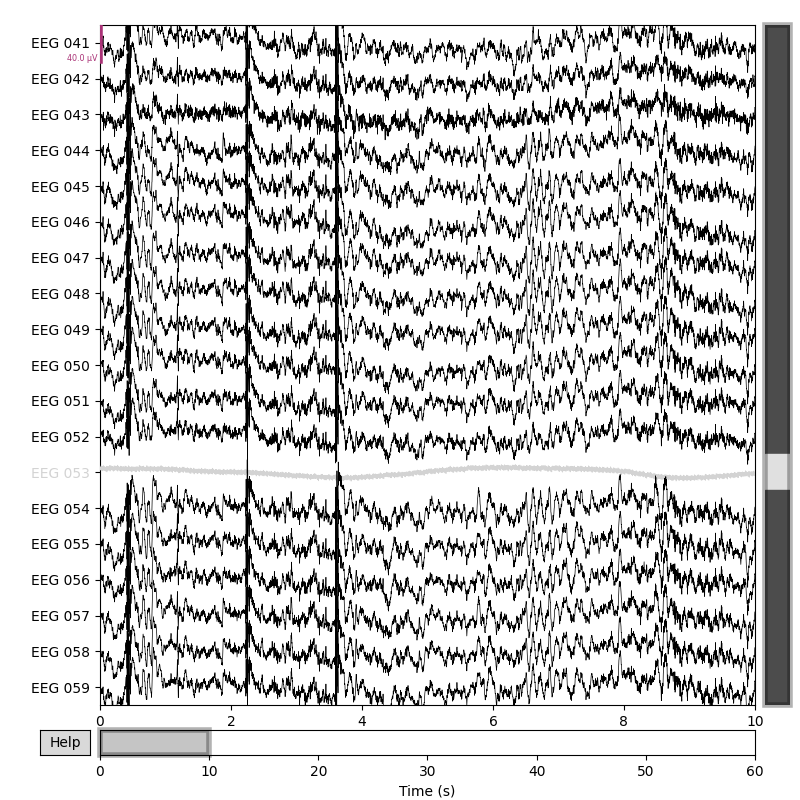 EEG 041
40.0 µV
EEG 042
EEG 043
EEG 044
EEG 045
EEG 046
EEG 047
EEG 048
EEG 049
EEG 050
EEG 051
EEG 052
EEG 053
EEG 054
EEG 055
EEG 056
EEG 057
EEG 058
EEG 059
0 2 4 6 8 10
Help
0 10 20 30 40 50 60
Time (s)